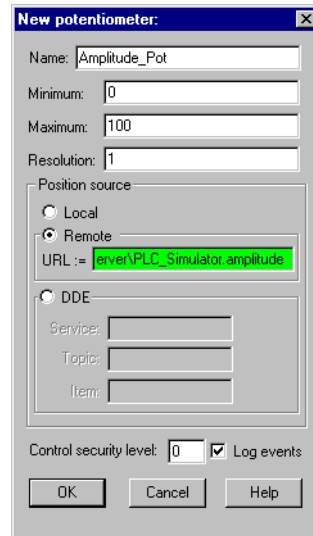 New potentiometer:
Name: Amplitude_Pot
Minimum: 0
Maximum: 100
Resolution: 1
Position source
Local
Remote
URL := erver\PLC_Simulator.amplitude
DDE
Service:
Topic:
Item:
Control security level: 0 Log events
OK Cancel Help